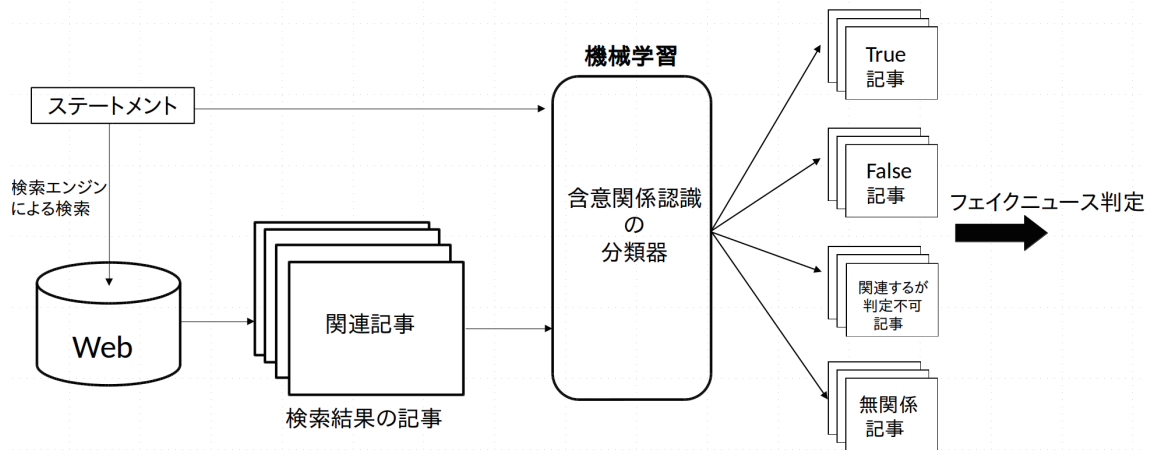 機械学習
ステートメント
検索エンジン
による検索
Web
関連記事
検索結果の記事
含意関係認識
の
分類器
True
記事
False
記事
関連するが
判定不可
記事
無関係
記事
フェイクニュース判定